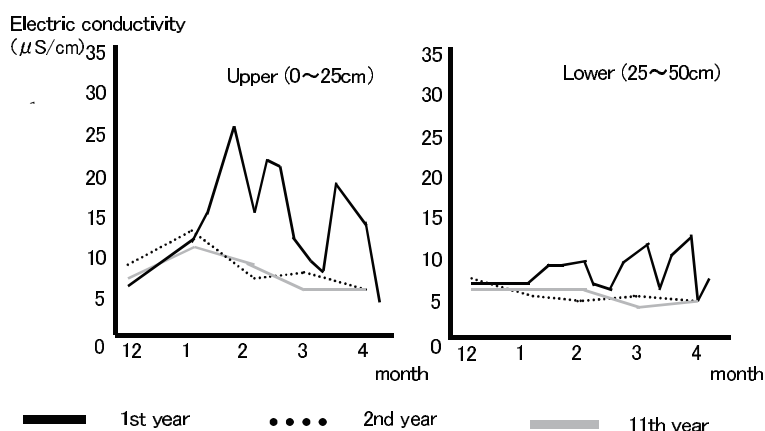 Electric conductivity
(μS/cm)
Upper (0～25cm)
35
30
25
20
15
10
5
0
12 1 2 3 4
month
Lower (25～50cm)
35
30
25
20
15
10
5
0
12 1 2 3 4
month
1st year 2nd year 11th year